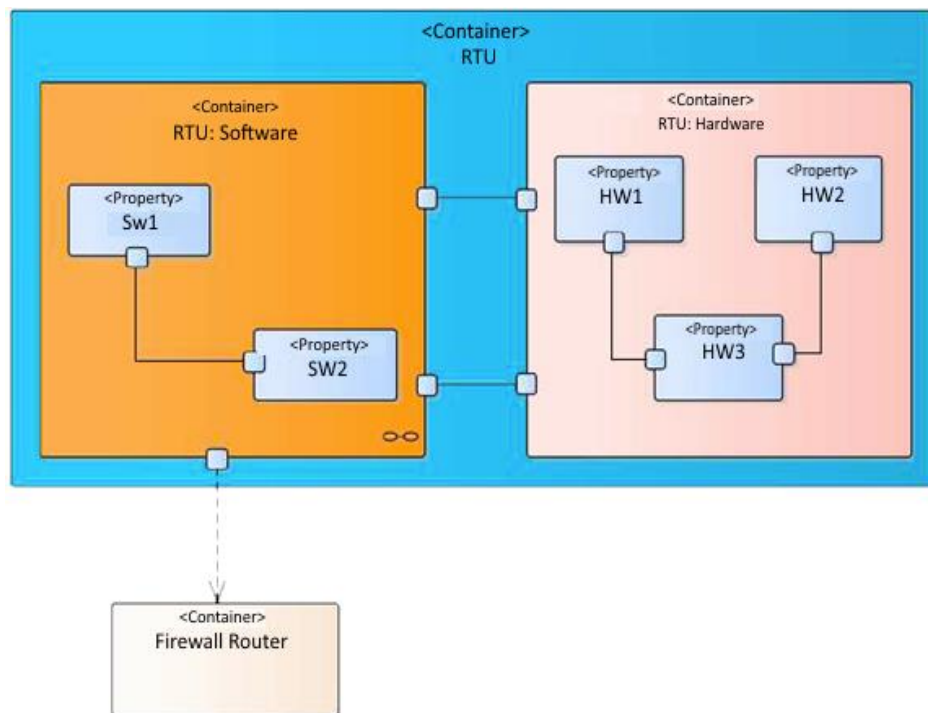 <Container>
RTU
<Container>
RTU: Software
<Property>
Sw1
<Property>
SW2
<Container>
RTU: Hardware
<Property>
HW1
<Property>
HW2
<Property>
HW3
<Container>
Firewall Router